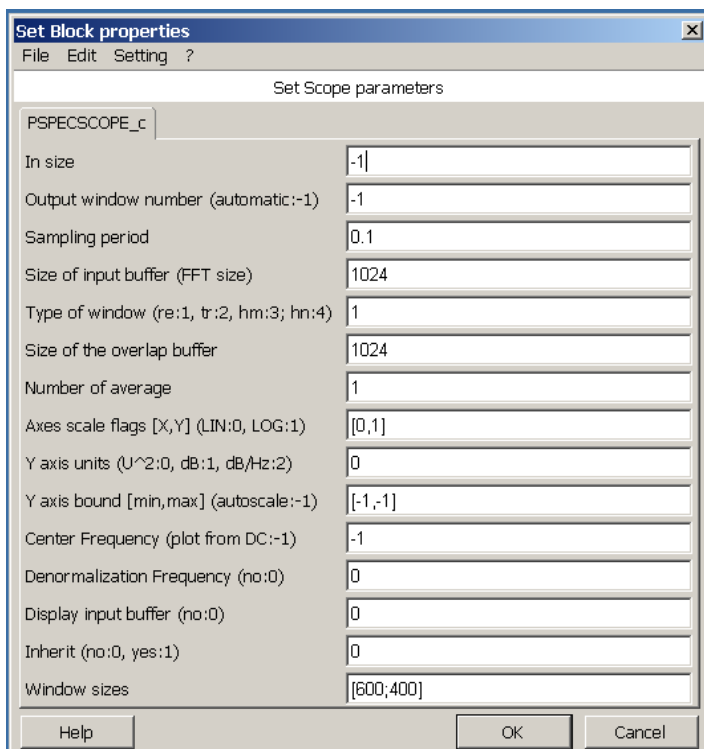 Set Block properties
File Edit Setting ?
Set Scope parameters
PSPECSCOPE_c
In size -1
Output window number (automatic:-1) -1
Sampling period 0.1
Size of input buffer (FFT size) 1024
Type of window (re:1, tr:2, hm:3; hn:4) 1
Size of the overlap buffer 1024
Number of average 1
Axes scale flags [X,Y] (LIN:0, LOG:1) [0,1]
Y axis units (U^2:0, dB:1, dB/Hz:2) 0
Y axis bound [min,max] (autoscale:-1) [-1,-1]
Center Frequency (plot from DC:-1) -1
Denormalization Frequency (no:0) 0
Display input buffer (no:0) 0
Inherit (no:0, yes:1) 0
Window sizes [600;400]
Help OK Cancel